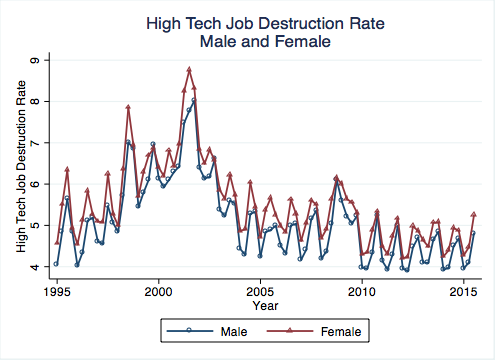 High Tech Job Destruction Rate
Male and Female
High Tech Job Destruction Rate
9
8
7
6
5
4
1995
2000
2005
2010
2015
Year
Male
Female